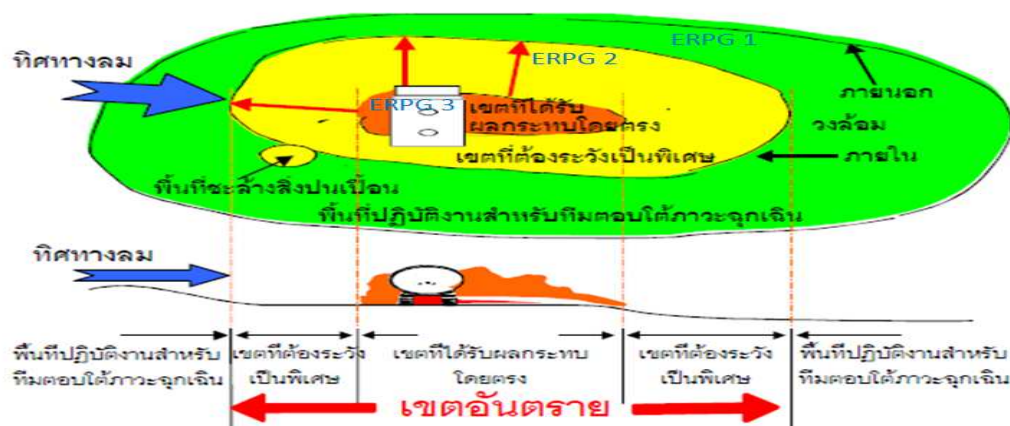 ทิศทางลม
ERPG 1
ERPG 2
ERPG 3
เขตที่ได้รับ
ผลกระทบโดยตรง
ภายนอก
วงล้อม
ภายใน
เขตที่ต้องระวังเป็นพิเศษ
พื้นที่ชะล้างสิ่งปนเปื้อน
พื้นที่ปฏิบัติงานสำหรับทีมตอบโต้ภาวะฉุกเฉิน
ทิศทางลม
พื้นที่ปฏิบัติงานสำหรับ
ทีมตอบโต้ภาวะฉุกเฉิน
เขตที่ต้องระวัง
เป็นพิเศษ
เขตที่ได้รับผลกระทบ
โดยตรง
เขตที่ต้องระวัง
เป็นพิเศษ
พื้นที่ปฏิบัติงานสำหรับ
ทีมตอบโต้ภาวะฉุกเฉิน
เขตอันตราย